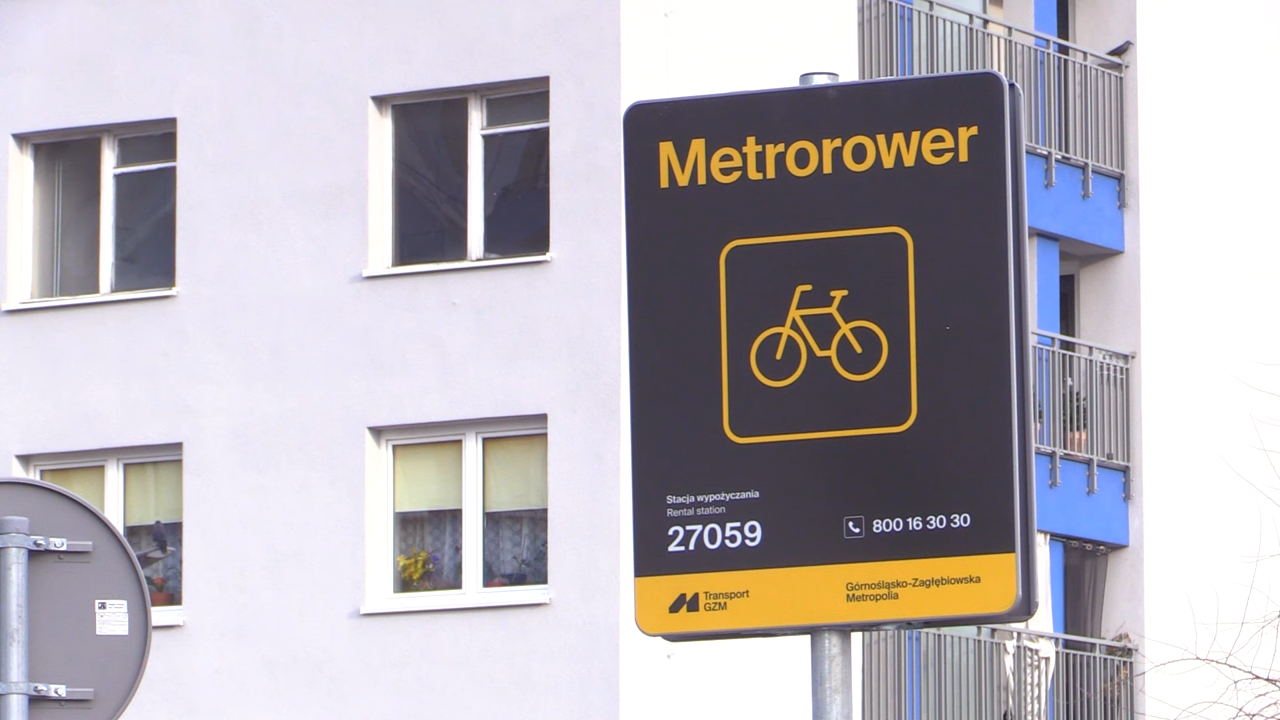 Metrorower
Stacja wypożyczania
Rental station
27059
800 16 30 30
Transport
GZM
Górnośląsko-Zagłębiowska
Metropolia